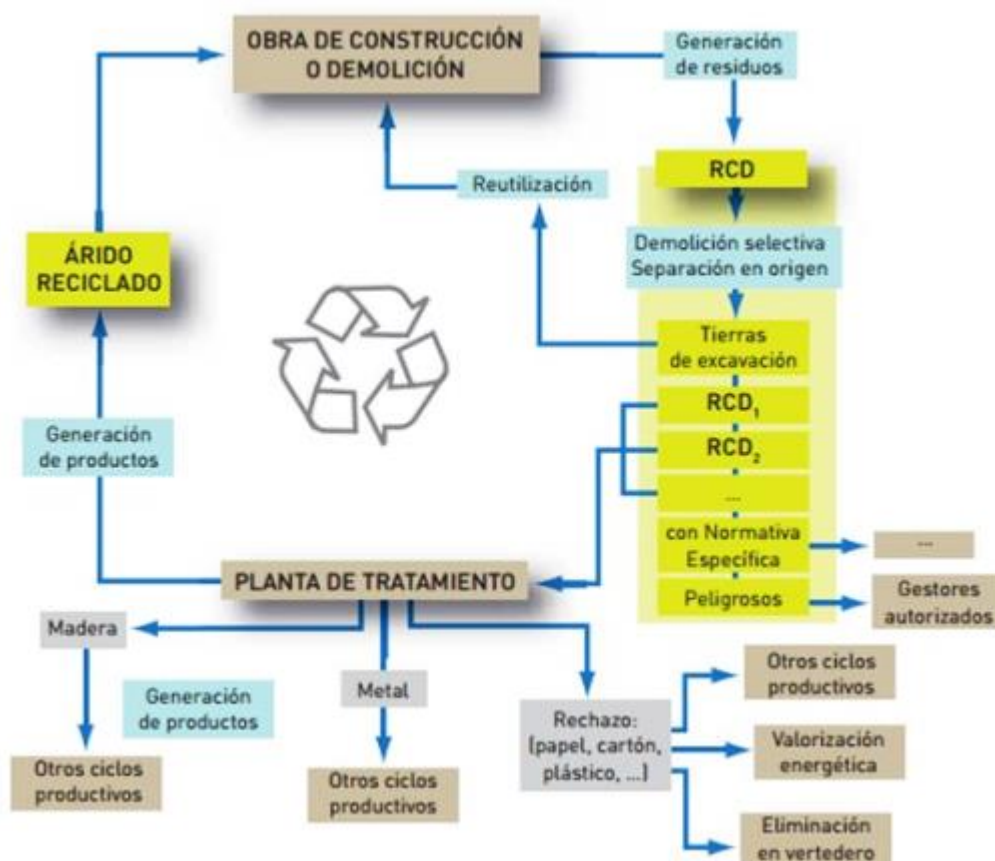 OBRA DE CONSTRUCCIÓN
O DEMOLICIÓN
Generación
de residuos
RCD
Reutilización
Demolición selectiva
Separación en origen
ÁRIDO
RECICLADO
Tierras
de excavación
RCD₁
RCD₂
...
Generación
de productos
con Normativa
Específica
...
PLANTA DE TRATAMIENTO
Peligrosos
Gestores
autorizados
Madera
Generación
de productos
Metal
Rechazo:
(papel, cartón,
plástico, ...)
Otros ciclos
productivos
Valorización
energética
Otros ciclos
productivos
Otros ciclos
productivos
Eliminación
en vertedero